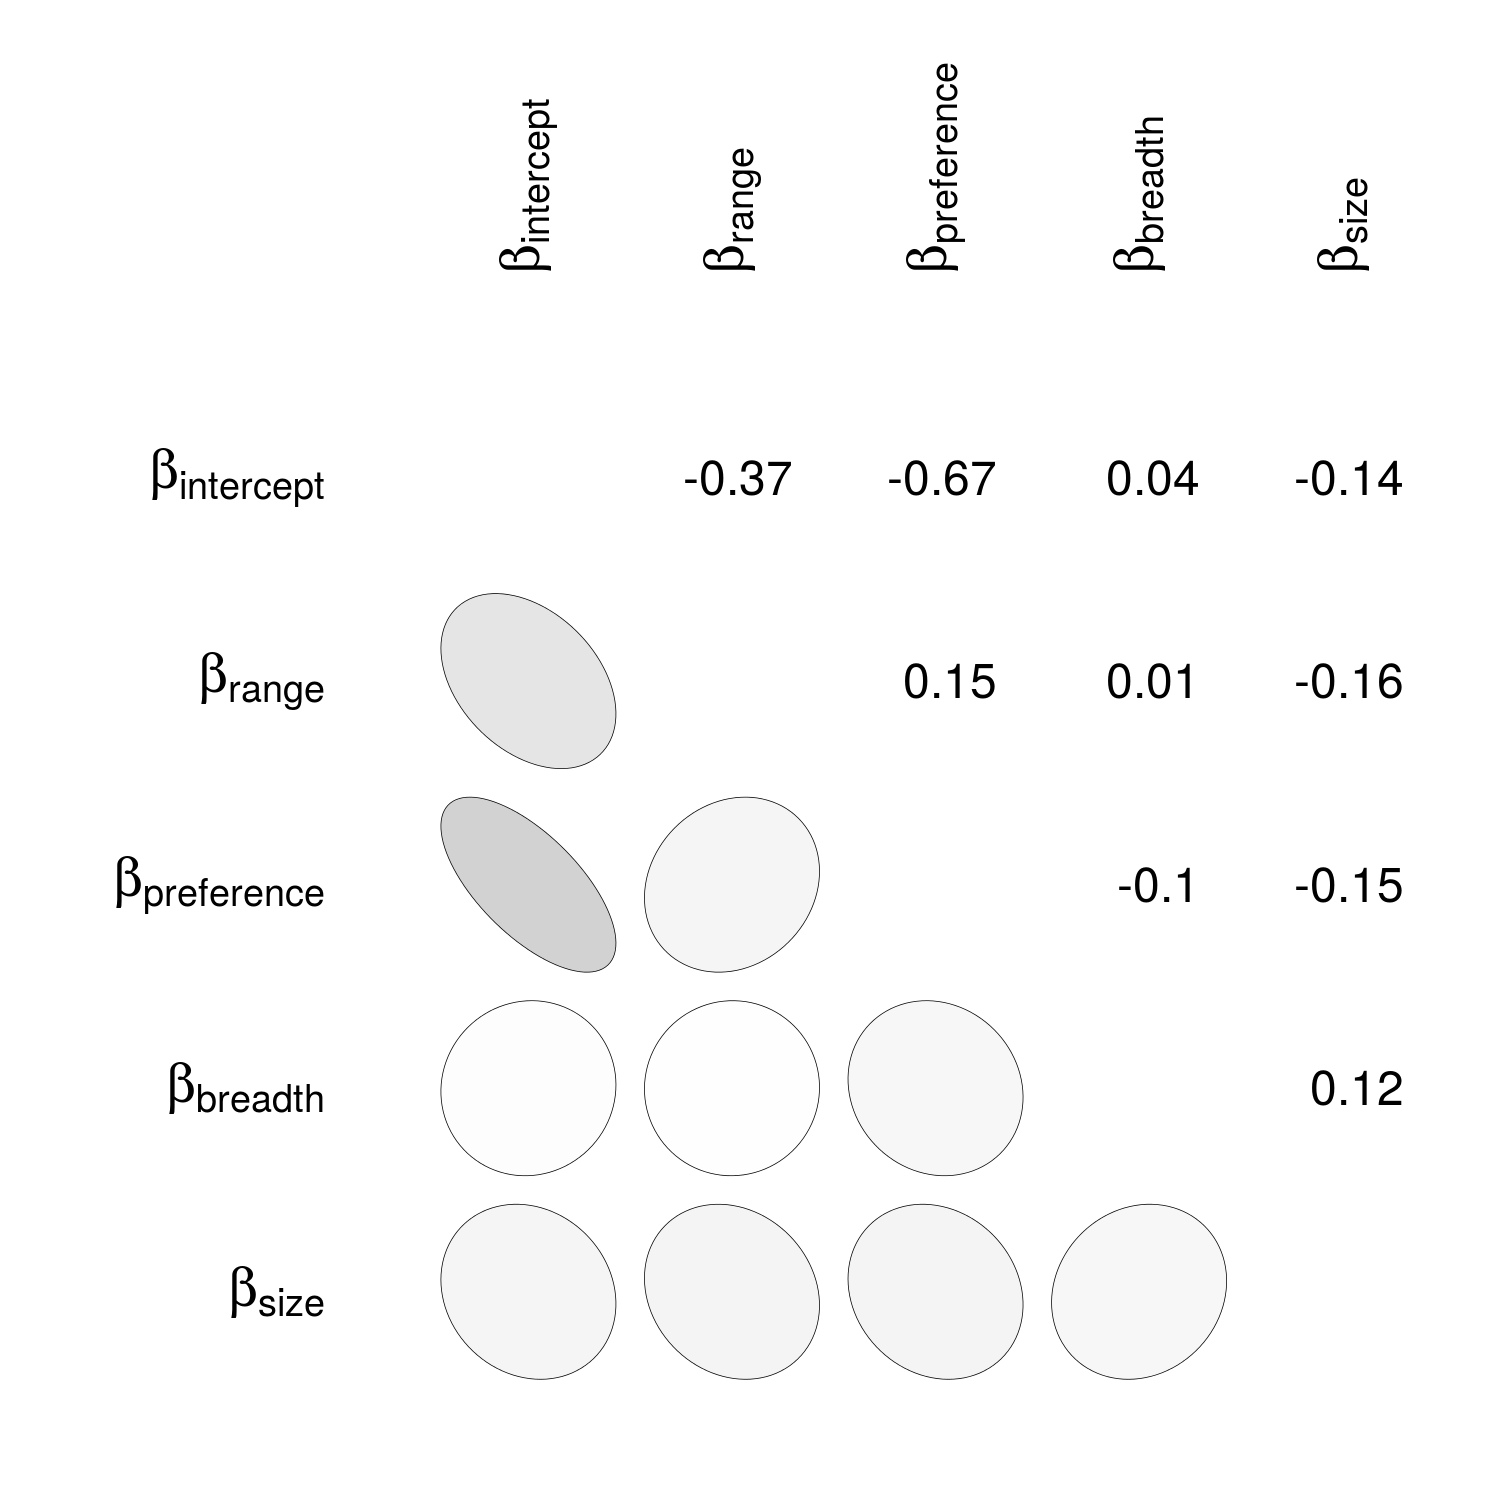 βintercept βrange βpreference βbreadth βsize
βintercept -0.37 -0.67 0.04 -0.14
βrange 0.15 0.01 -0.16
βpreference -0.1 -0.15
βbreadth 0.12
βsize